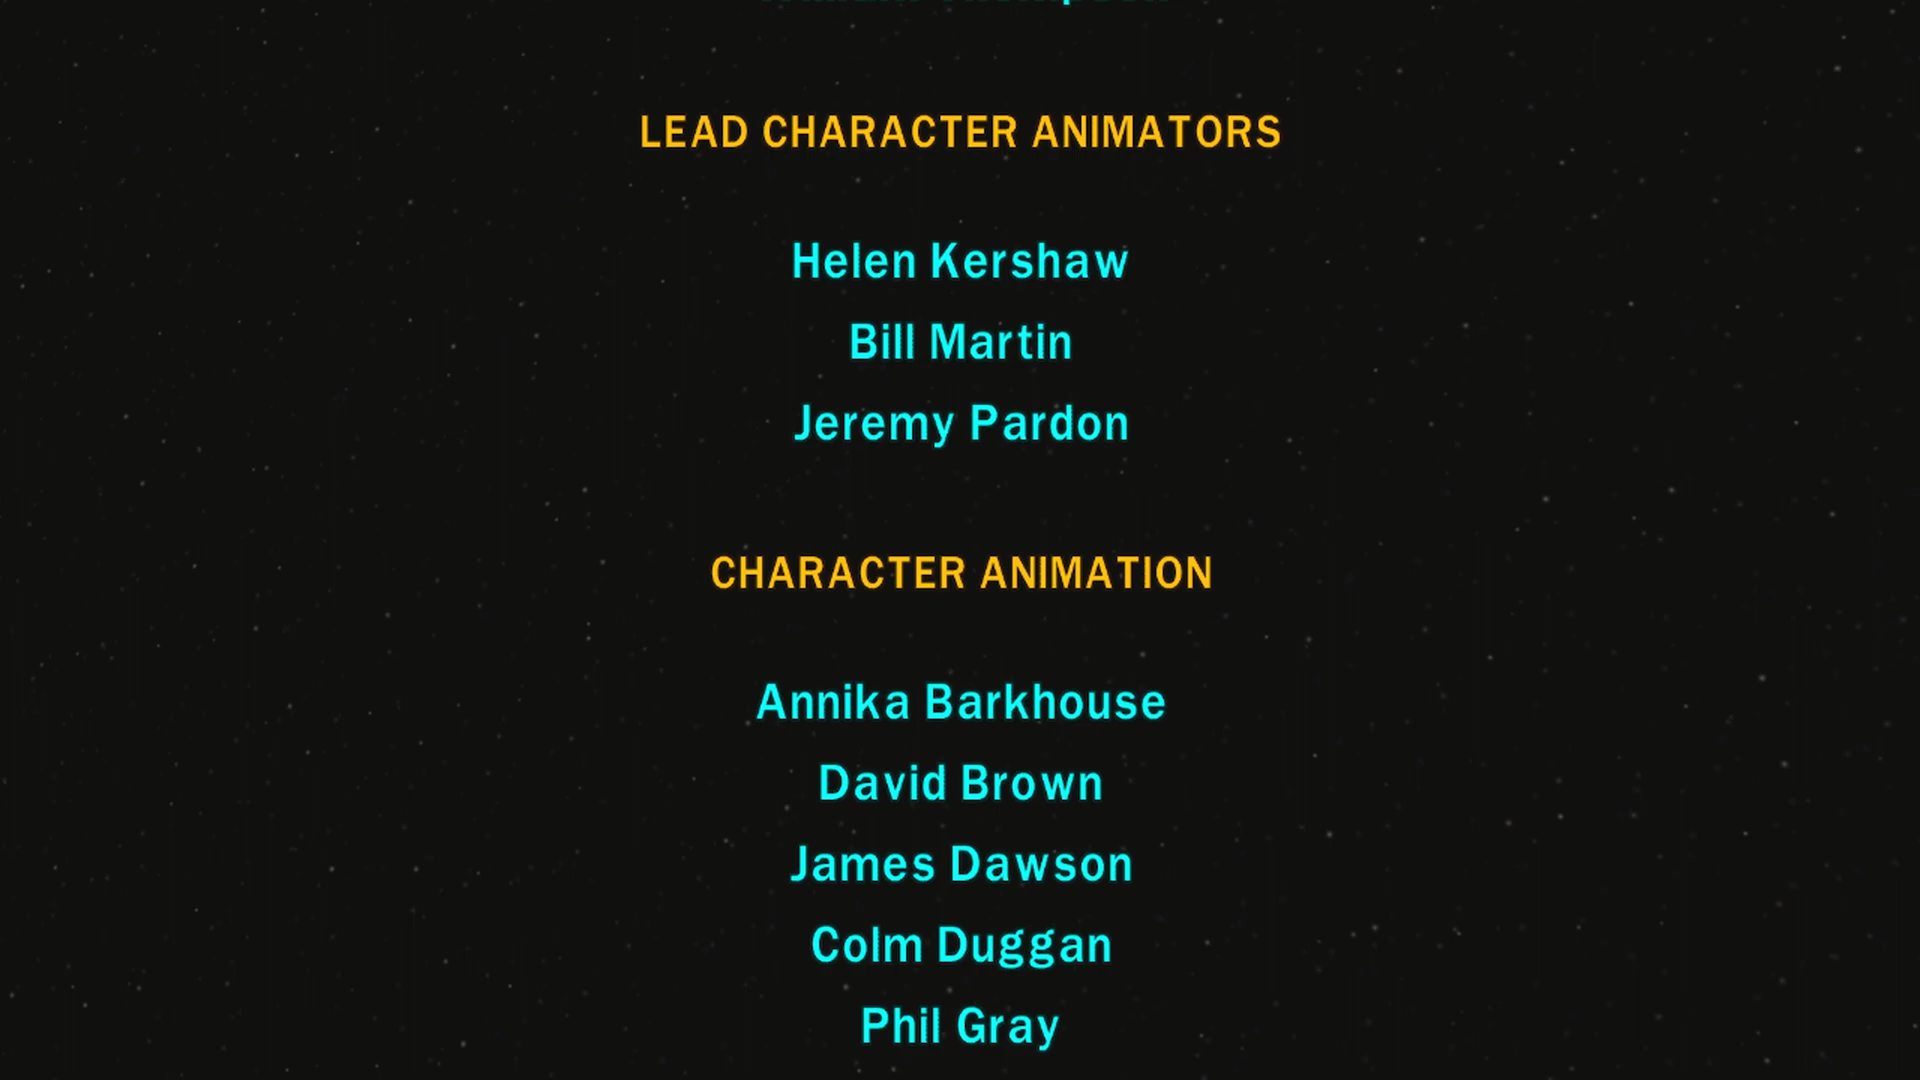 LEAD CHARACTER ANIMATORS
Helen Kershaw
Bill Martin
Jeremy Pardon
CHARACTER ANIMATION
Annika Barkhouse
David Brown
James Dawson
Colm Duggan
Phil Gray